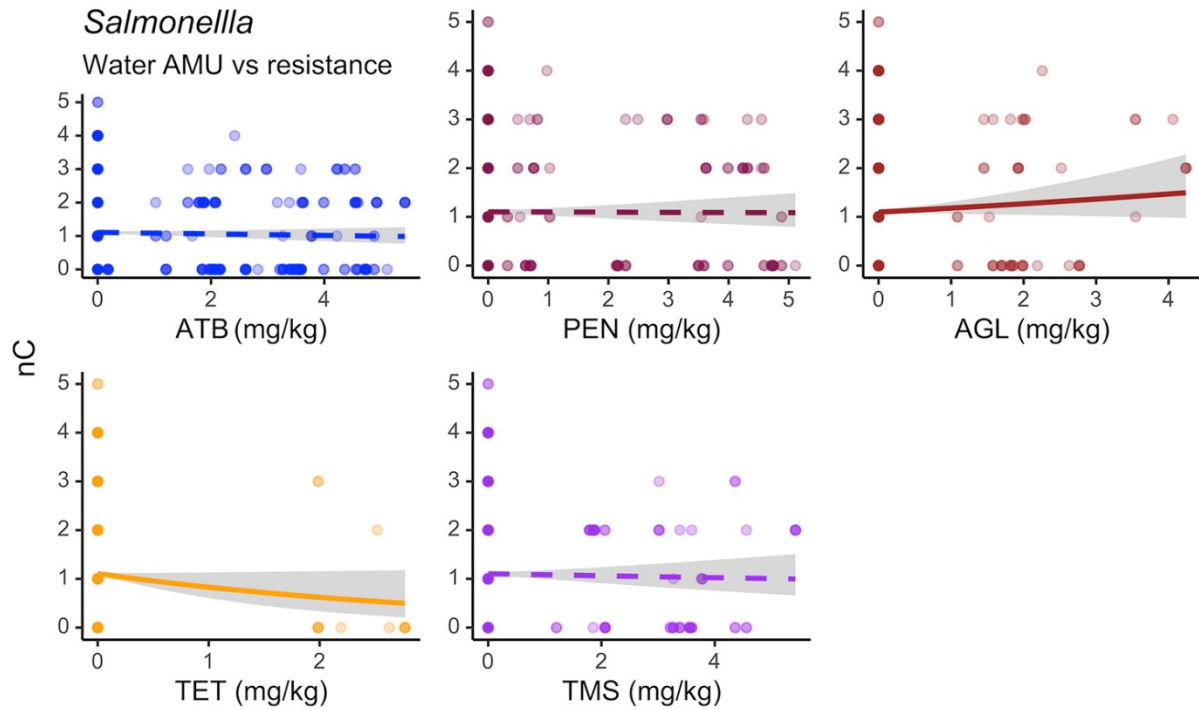 Salmonellla
Water AMU vs resistance
5
4
3
2
1
0
0 2 4
ATB (mg/kg)
5
4
3
2
1
0
0 1 2 3 4 5
PEN (mg/kg)
5
4
3
2
1
0
0 1 2 3 4
AGL (mg/kg)
nC
5
4
3
2
1
0
0 1 2
TET (mg/kg)
5
4
3
2
1
0
0 2 4
TMS (mg/kg)